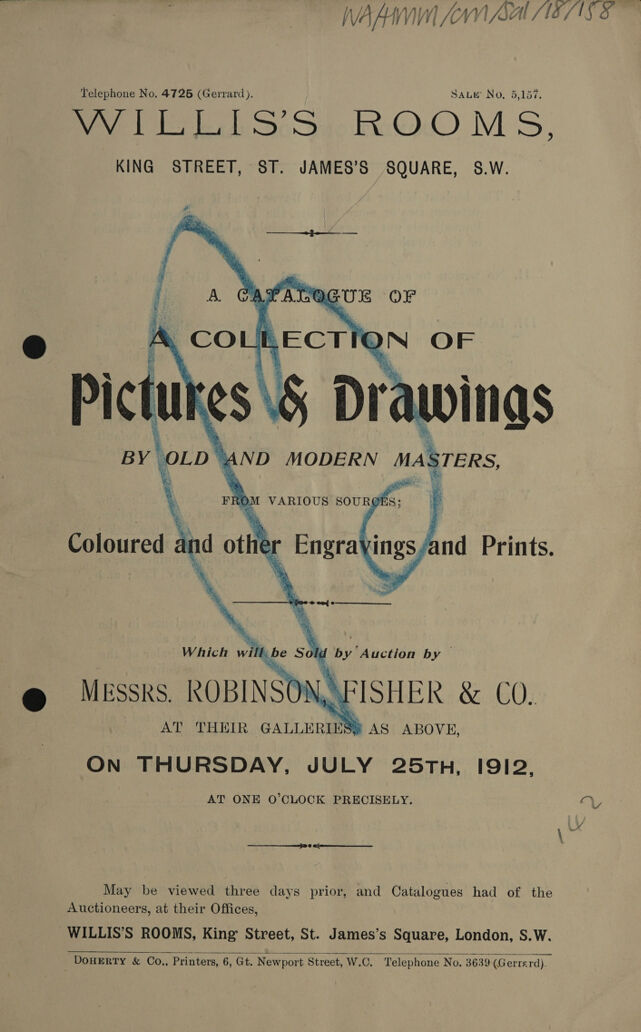 WA/HMM/CM/Sal/18/158
Telephone No. 4725 (Gerrard). SALE No. 5,157.
WILLIS'S ROOMS,
KING STREET, ST. JAMES'S SQUARE, S.W.
A CATALOGUE OF
A COLLECTION OF
Pictures & Drawings
BY OLD AND MODERN MASTERS,
FROM VARIOUS SOURCES;
Coloured and other Engravings and Prints.
Which will be Sold by Auction by
MESSRS. ROBINSON, FISHER & CO.
AT THEIR GALLERIES, AS ABOVE,
ON THURSDAY, JULY 25TH, 1912,
AT ONE O'CLOCK PRECISELY.
142
May be viewed three days prior, and Catalogues had of the
Auctioneers, at their Offices,
WILLIS'S ROOMS, King Street, St. James's Square, London, S.W.
DOHERTY & Co., Printers, 6, Gt. Newport Street, W.C. Telephone No. 3639 (Gerrard).